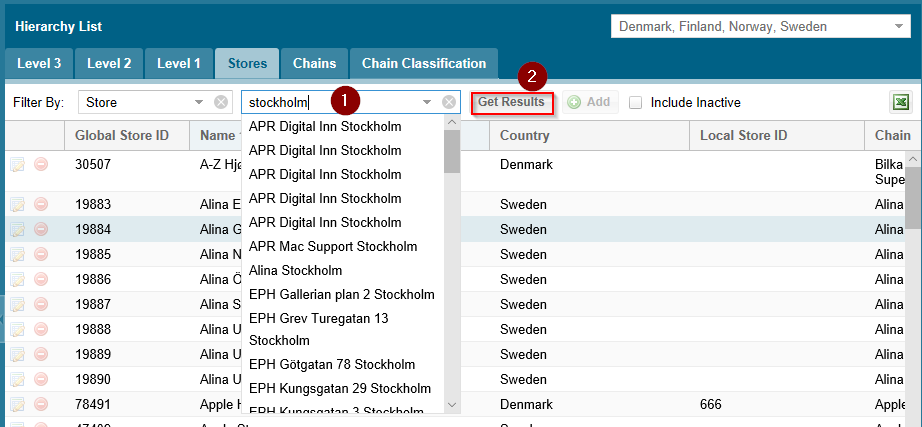 Hierarchy List
Denmark, Finland, Norway, Sweden
Level 3 Level 2 Level 1 Stores Chains Chain Classification
2
Filter By: Store stockholm 1 Get Results Add Include Inactive
Global Store ID Name Country Local Store ID Chain
APR Digital Inn Stockholm
APR Digital Inn Stockholm
APR Digital Inn Stockholm
APR Digital Inn Stockholm
APR Digital Inn Stockholm
APR Mac Support Stockholm
Alina Stockholm
EPH Gallerian plan 2 Stockholm
EPH Grev Turegatan 13
Stockholm
EPH Götgatan 78 Stockholm
EPH Kungsgatan 29 Stockholm
EPH Kungsgatan 3 Stockholm
30507 A-Z Hjø Denmark Bilka
Supe
19883 Alina E Sweden Alina
19884 Alina G Sweden Alina
19885 Alina N Sweden Alina
19886 Alina Ö Sweden Alina
19887 Alina S Sweden Alina
19888 Alina U Sweden Alina
19889 Alina U Sweden Alina
19890 Alina U Sweden Alina
78491 Apple H Denmark 666 Apple